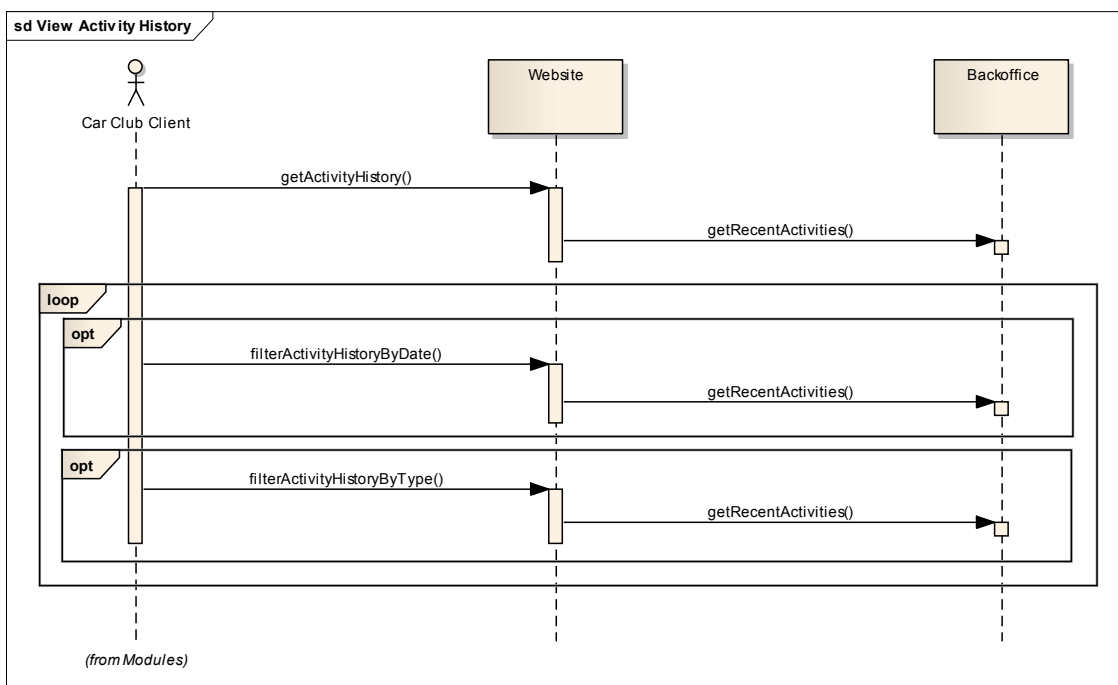 sd View Activity History
Car Club Client
Website
Backoffice
getActivityHistory()
getRecentActivities()
loop
opt
filterActivityHistoryByDate()
getRecentActivities()
opt
filterActivityHistoryByType()
getRecentActivities()
(from Modules)